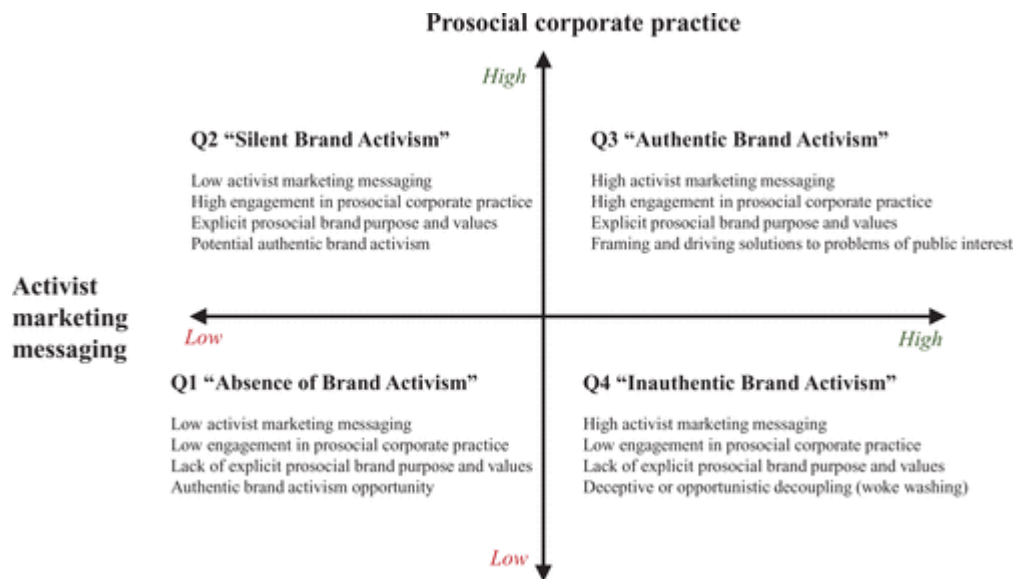 Prosocial corporate practice
High
Q2 “Silent Brand Activism”
Low activist marketing messaging
High engagement in prosocial corporate practice
Explicit prosocial brand purpose and values
Potential authentic brand activism
Q3 “Authentic Brand Activism”
High activist marketing messaging
High engagement in prosocial corporate practice
Explicit prosocial brand purpose and values
Framing and driving solutions to problems of public interest
Activist
marketing
messaging
Low
High
Q1 “Absence of Brand Activism”
Low activist marketing messaging
Low engagement in prosocial corporate practice
Lack of explicit prosocial brand purpose and values
Authentic brand activism opportunity
Q4 “Inauthentic Brand Activism”
High activist marketing messaging
Low engagement in prosocial corporate practice
Lack of explicit prosocial brand purpose and values
Deceptive or opportunistic decoupling (woke washing)
Low